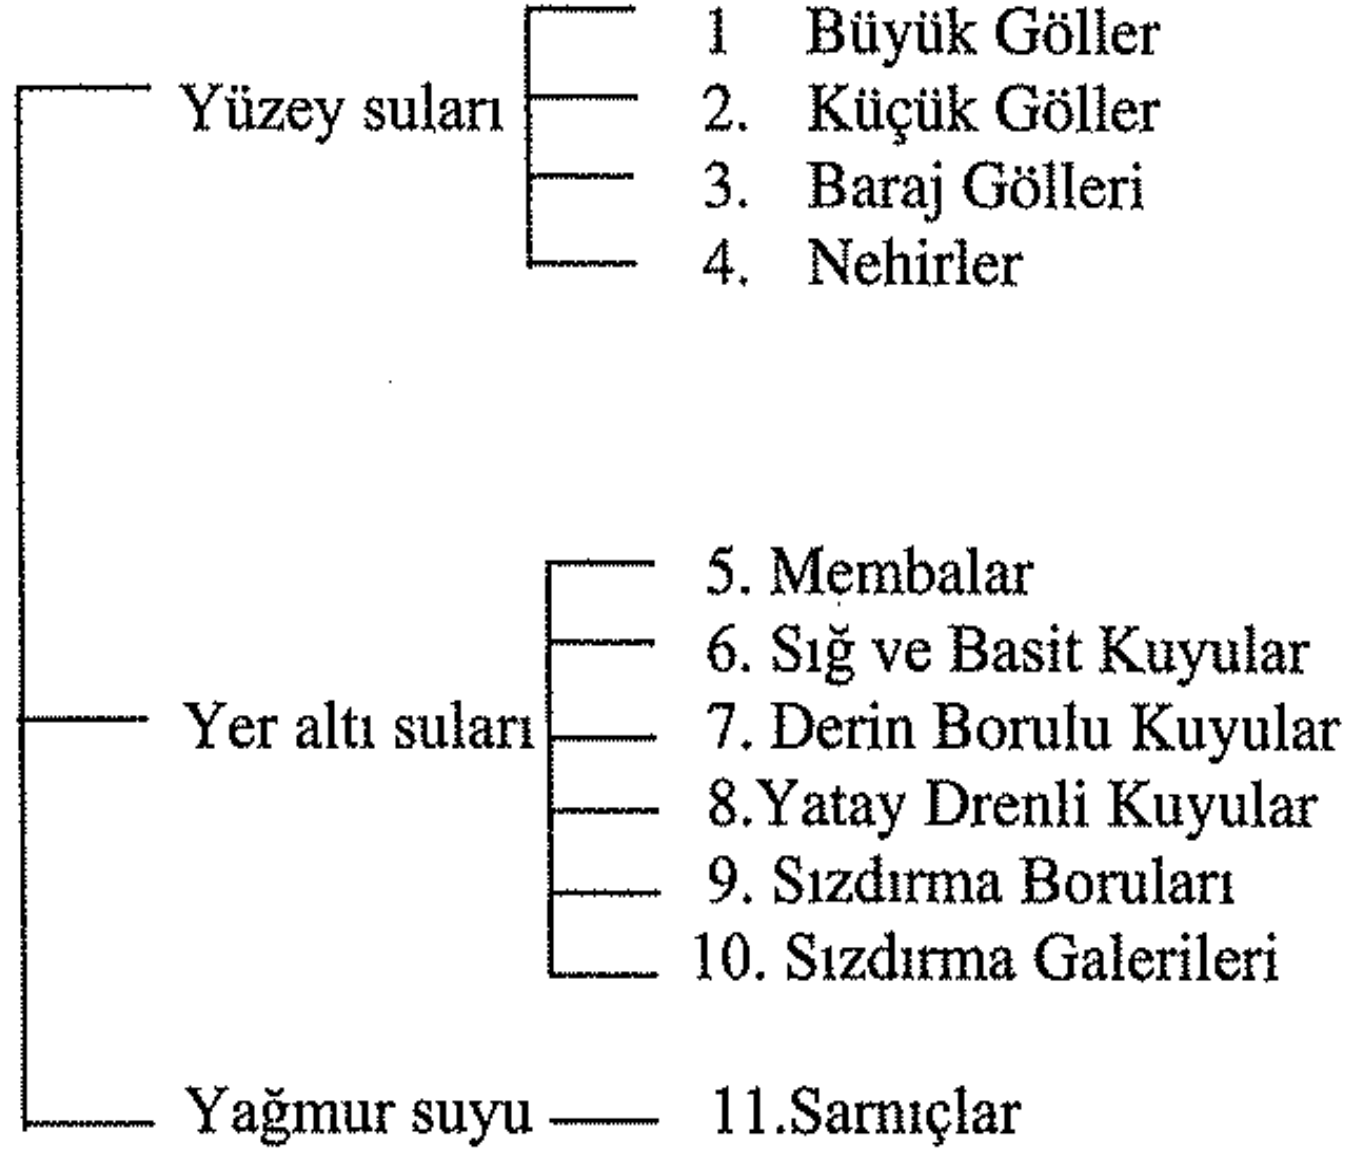 1 Büyük Göller
Yüzey suları
2. Küçük Göller
3. Baraj Gölleri
4. Nehirler
5. Membalar
6. Sığ ve Basit Kuyular
Yer altı suları
7. Derin Borulu Kuyular
8.Yatay Drenli Kuyular
9. Sızdırma Boruları
10. Sızdırma Galerileri
Yağmur suyu
11.Sarnıçlar